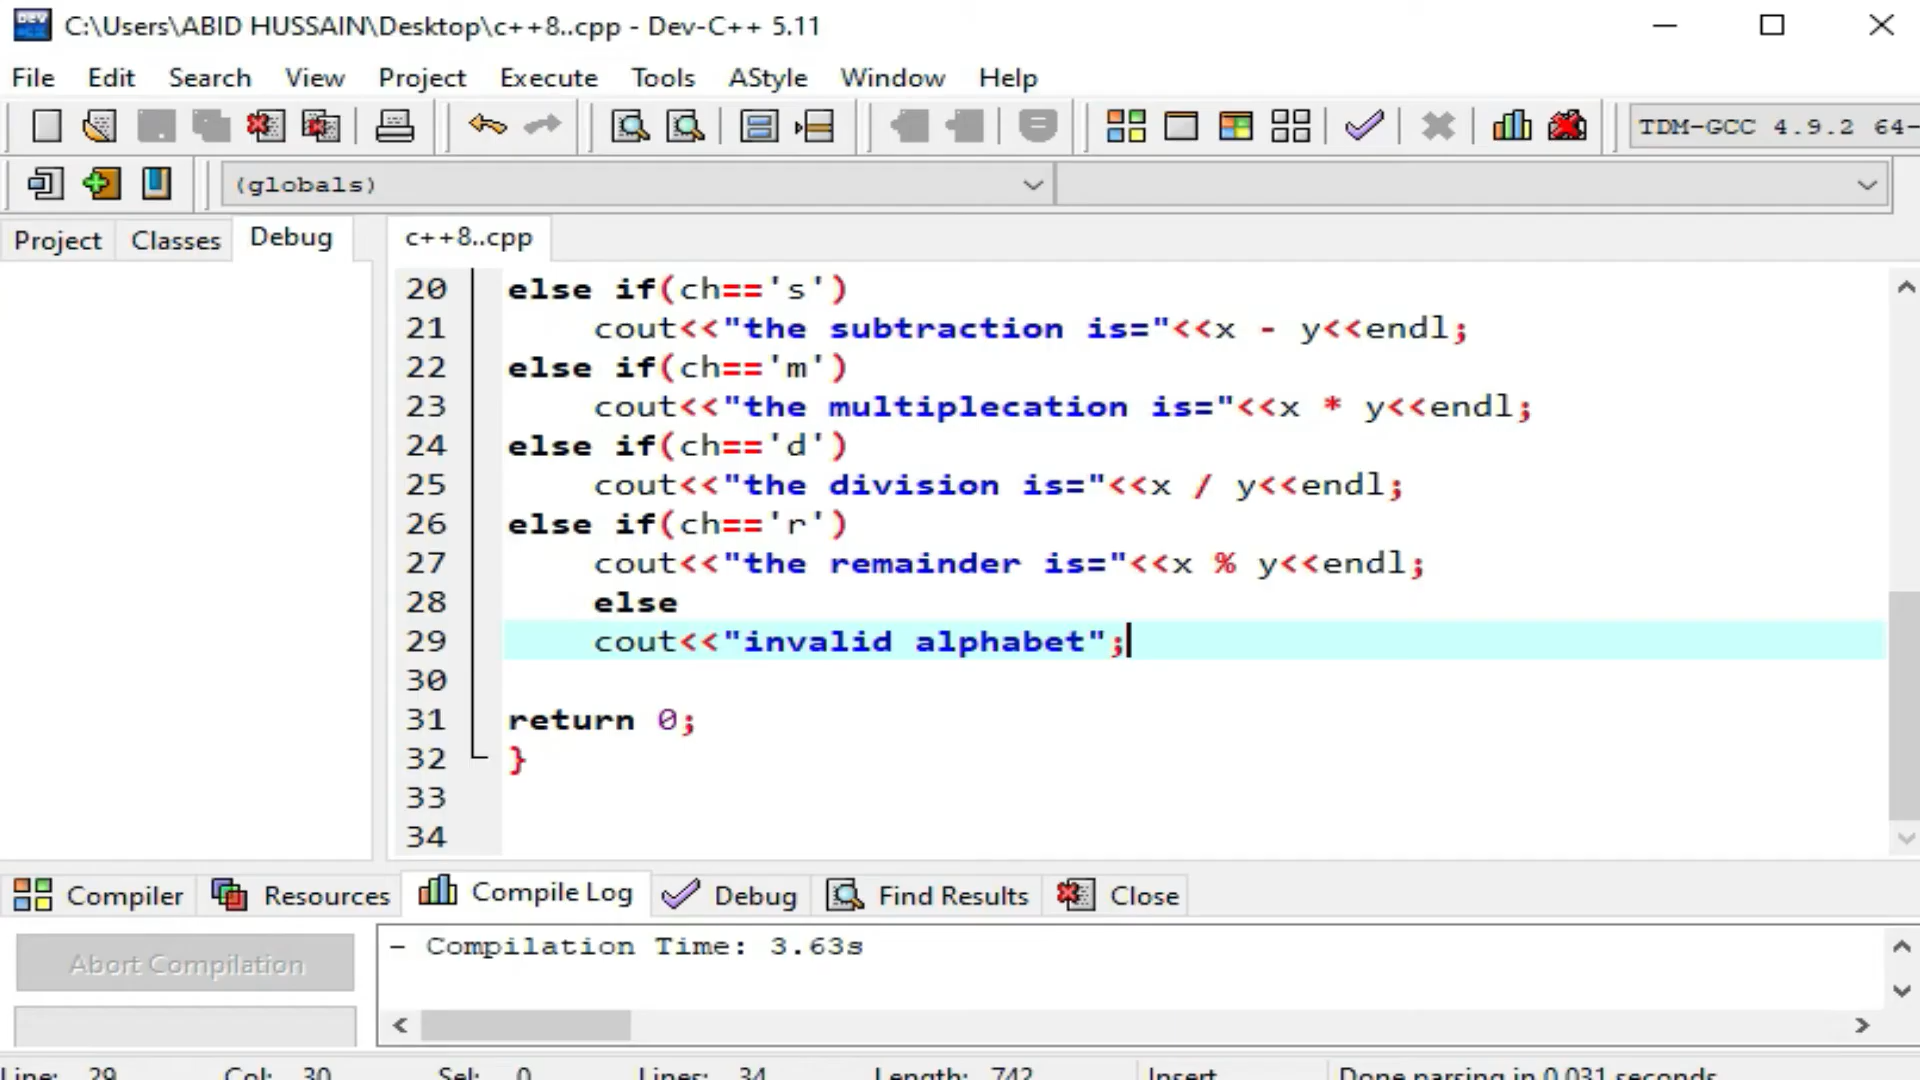 C:\Users\ABID HUSSAIN\Desktop\c++8..cpp - Dev-C++ 5.11
File Edit Search View Project Execute Tools AStyle Window Help
TDM-GCC 4.9.2 64-
(globals)
Project Classes Debug c++8..cpp
20 else if(ch=='s')
21 cout<<"the subtraction is="<<x - y<<endl;
22 else if(ch=='m')
23 cout<<"the multiplecation is="<<x * y<<endl;
24 else if(ch=='d')
25 cout<<"the division is="<<x / y<<endl;
26 else if(ch=='r')
27 cout<<"the remainder is="<<x % y<<endl;
28 else
29 cout<<"invalid alphabet";
30
31 return 0;
32 }
33
34
Compiler Resources Compile Log Debug Find Results Close
Abort Compilation
- Compilation Time: 3.63s
Line: 29 Col: 30 Sel: 0 Lines: 34 Length: 742 Insert Done parsing in 0.031 seconds